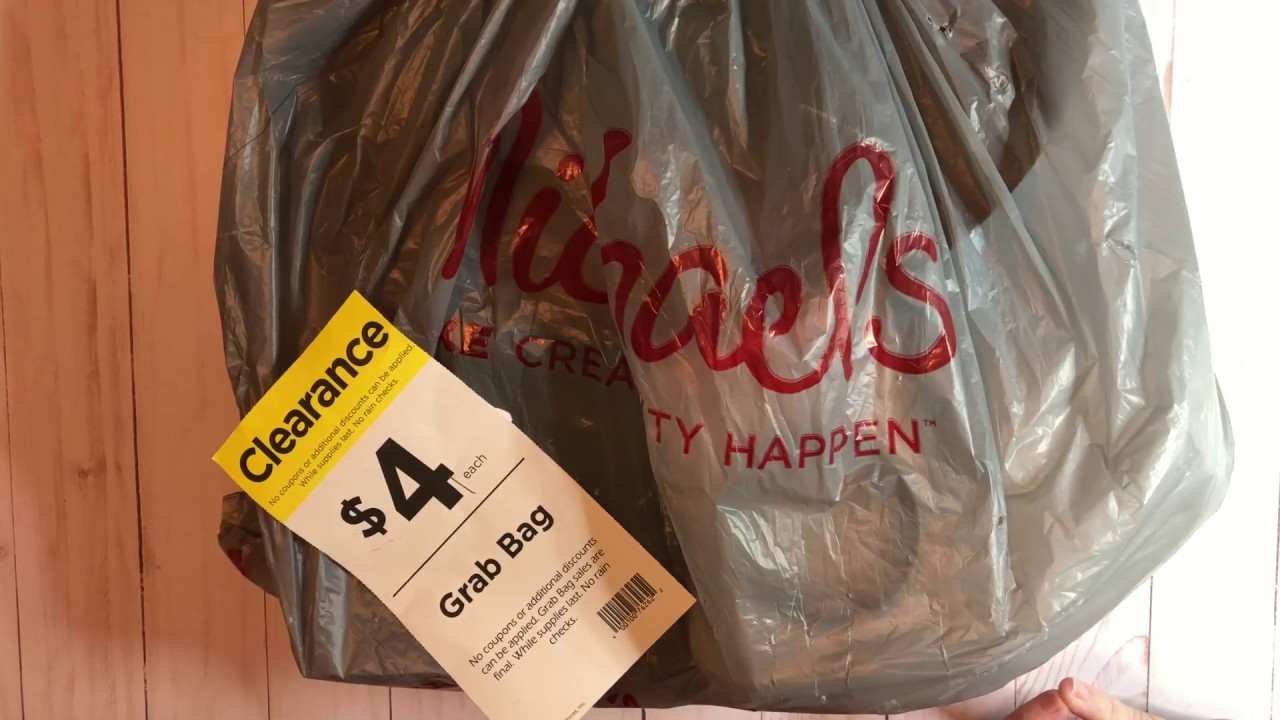 Michaels
KE CREA
TY HAPPEN™
Clearance
No coupons or additional discounts can be applied.
While supplies last. No rain checks.
$4 each
Grab Bag
No coupons or additional discounts
can be applied. Grab Bag sales are
final. While supplies last. No rain
checks.